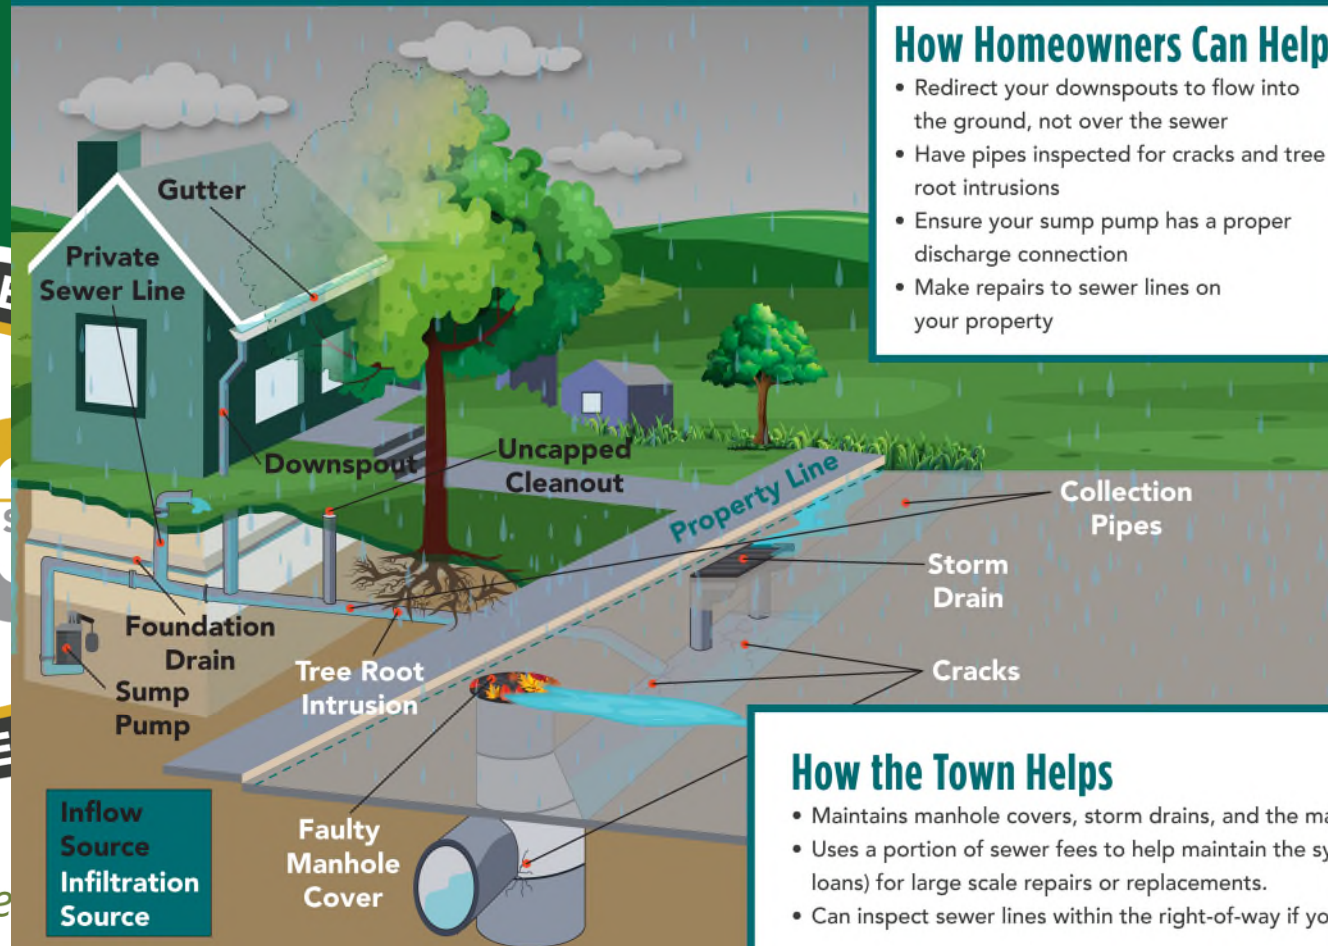 How Homeowners Can Help
• Redirect your downspouts to flow into
the ground, not over the sewer
• Have pipes inspected for cracks and tree
root intrusions
• Ensure your sump pump has a proper
discharge connection
• Make repairs to sewer lines on
your property
Gutter
Private
Sewer Line
Downspout
Uncapped
Cleanout
Property Line
Collection
Pipes
Storm
Drain
Foundation
Drain
Tree Root
Intrusion
Cracks
Sump
Pump
Faulty
Manhole
Cover
Inflow
Source
Infiltration
Source
How the Town Helps
• Maintains manhole covers, storm drains, and the
• Uses a portion of sewer fees to help maintain the
loans) for large scale repairs or replacements.
• Can inspect sewer lines within the right-of-way if